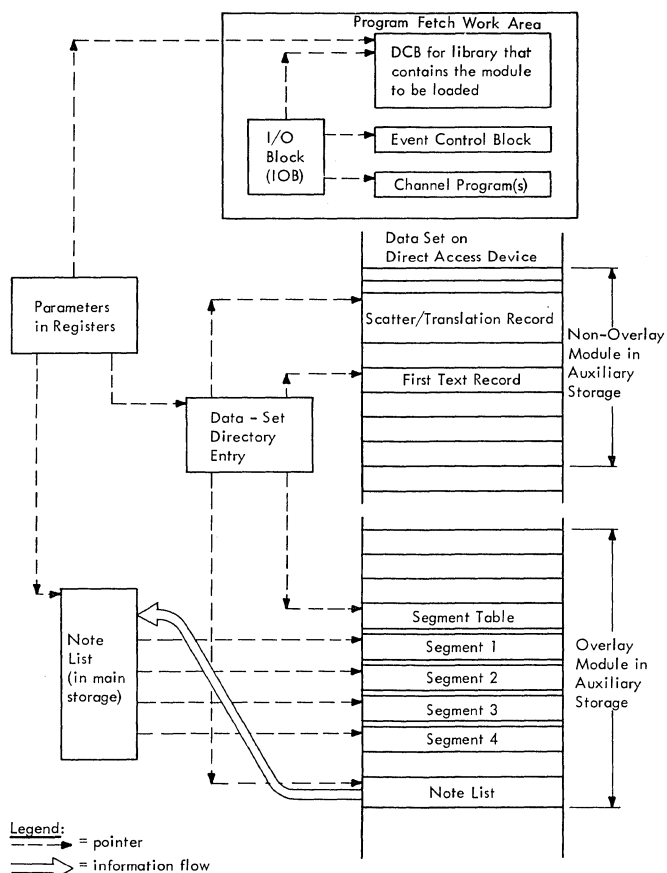 Program Fetch Work Area
DCB for library that
contains the module
to be loaded
I/O
Block
(IOB)
Event Control Block
Channel Program(s)
Data Set on
Direct Access Device
Parameters
in Registers
Scatter/Translation Record
Non-Overlay
Module in
Auxiliary
Storage
First Text Record
Data - Set
Directory
Entry
Note
List
(in main
storage)
Segment Table
Segment 1
Segment 2
Segment 3
Segment 4
Note List
Overlay
Module in
Auxiliary
Storage
Legend:
= pointer
= information flow